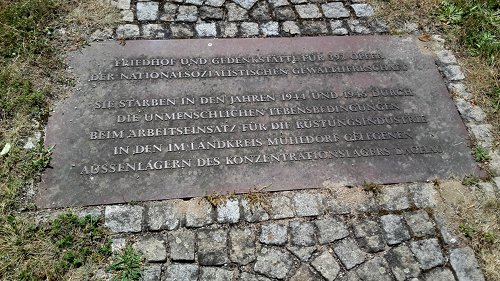 FRIEDHOF UND GEDENKSTÄTTE FÜR 392 OPFER
DER NATIONALSOZIALISTISCHEN GEWALTHERRSCHAFT
SIE STARBEN IN DEN JAHREN 1944 UND 1945 DURCH
DIE UNMENSCHLICHEN LEBENSBEDINGUNGEN
BEIM ARBEITSEINSATZ FÜR DIE RÜSTUNGSINDUSTRIE
IN DEN IM LANDKREIS MÜHLDORF GELEGENEN
AUSSENLAGERN DES KONZENTRATIONSLAGERS DACHAU